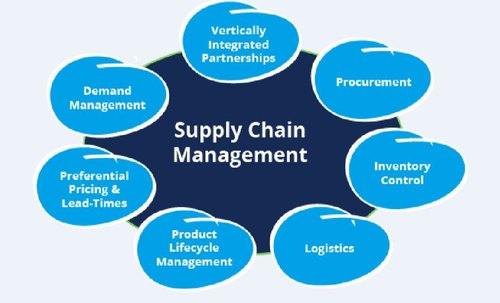 Supply Chain
Management
Vertically
Integrated
Partnerships
Procurement
Inventory
Control
Logistics
Product
Lifecycle
Management
Preferential
Pricing &
Lead-Times
Demand
Management